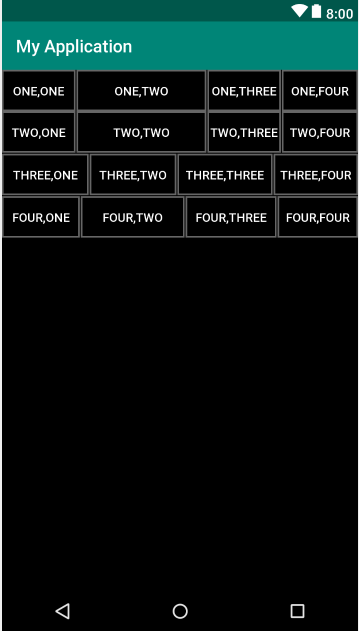 8:00
My Application
ONE,ONE ONE,TWO ONE,THREE ONE,FOUR
TWO,ONE TWO,TWO TWO,THREE TWO,FOUR
THREE,ONE THREE,TWO THREE,THREE THREE,FOUR
FOUR,ONE FOUR,TWO FOUR,THREE FOUR,FOUR